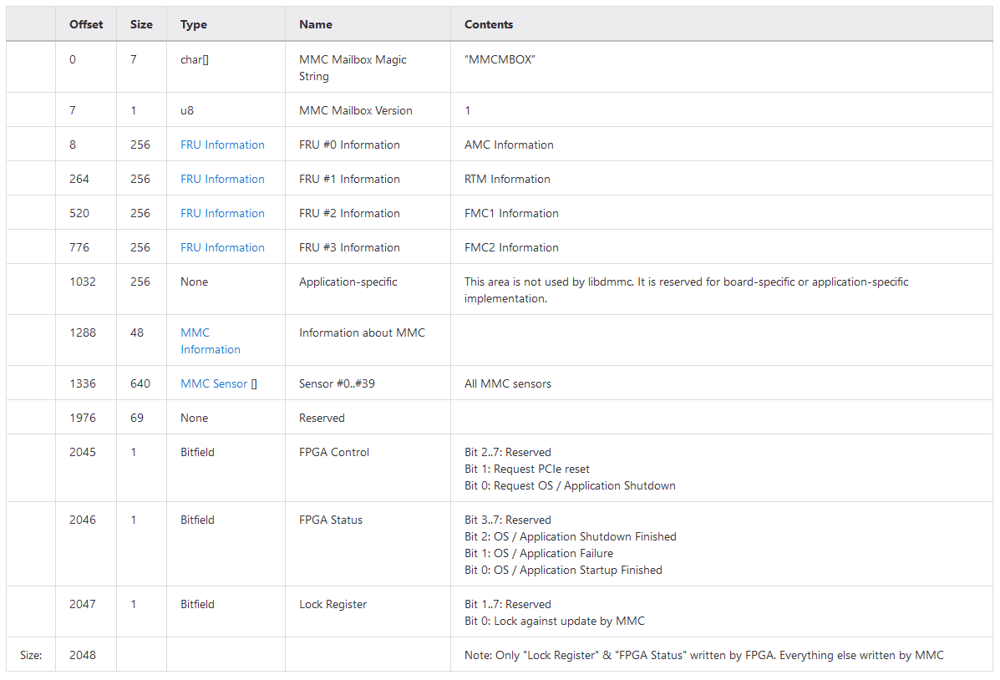 Offset Size Type Name Contents
0 7 char[] MMC Mailbox Magic “MMCMBOX”
String
7 1 u8 MMC Mailbox Version 1
8 256 FRU Information FRU #0 Information AMC Information
264 256 FRU Information FRU #1 Information RTM Information
520 256 FRU Information FRU #2 Information FMC1 Information
776 256 FRU Information FRU #3 Information FMC2 Information
1032 256 None Application-specific This area is not used by libdmmc. It is reserved for board-specific or application-specific
implementation.
1288 48 MMC Information about MMC
Information
1336 640 MMC Sensor [] Sensor #0..#39 All MMC sensors
1976 69 None Reserved
2045 1 Bitfield FPGA Control Bit 2..7: Reserved
Bit 1: Request PCIe reset
Bit 0: Request OS / Application Shutdown
2046 1 Bitfield FPGA Status Bit 3..7: Reserved
Bit 2: OS / Application Shutdown Finished
Bit 1: OS / Application Failure
Bit 0: OS / Application Startup Finished
2047 1 Bitfield Lock Register Bit 1..7: Reserved
Bit 0: Lock against update by MMC
Size: 2048 Note: Only "Lock Register" & "FPGA Status" written by FPGA. Everything else written by MMC